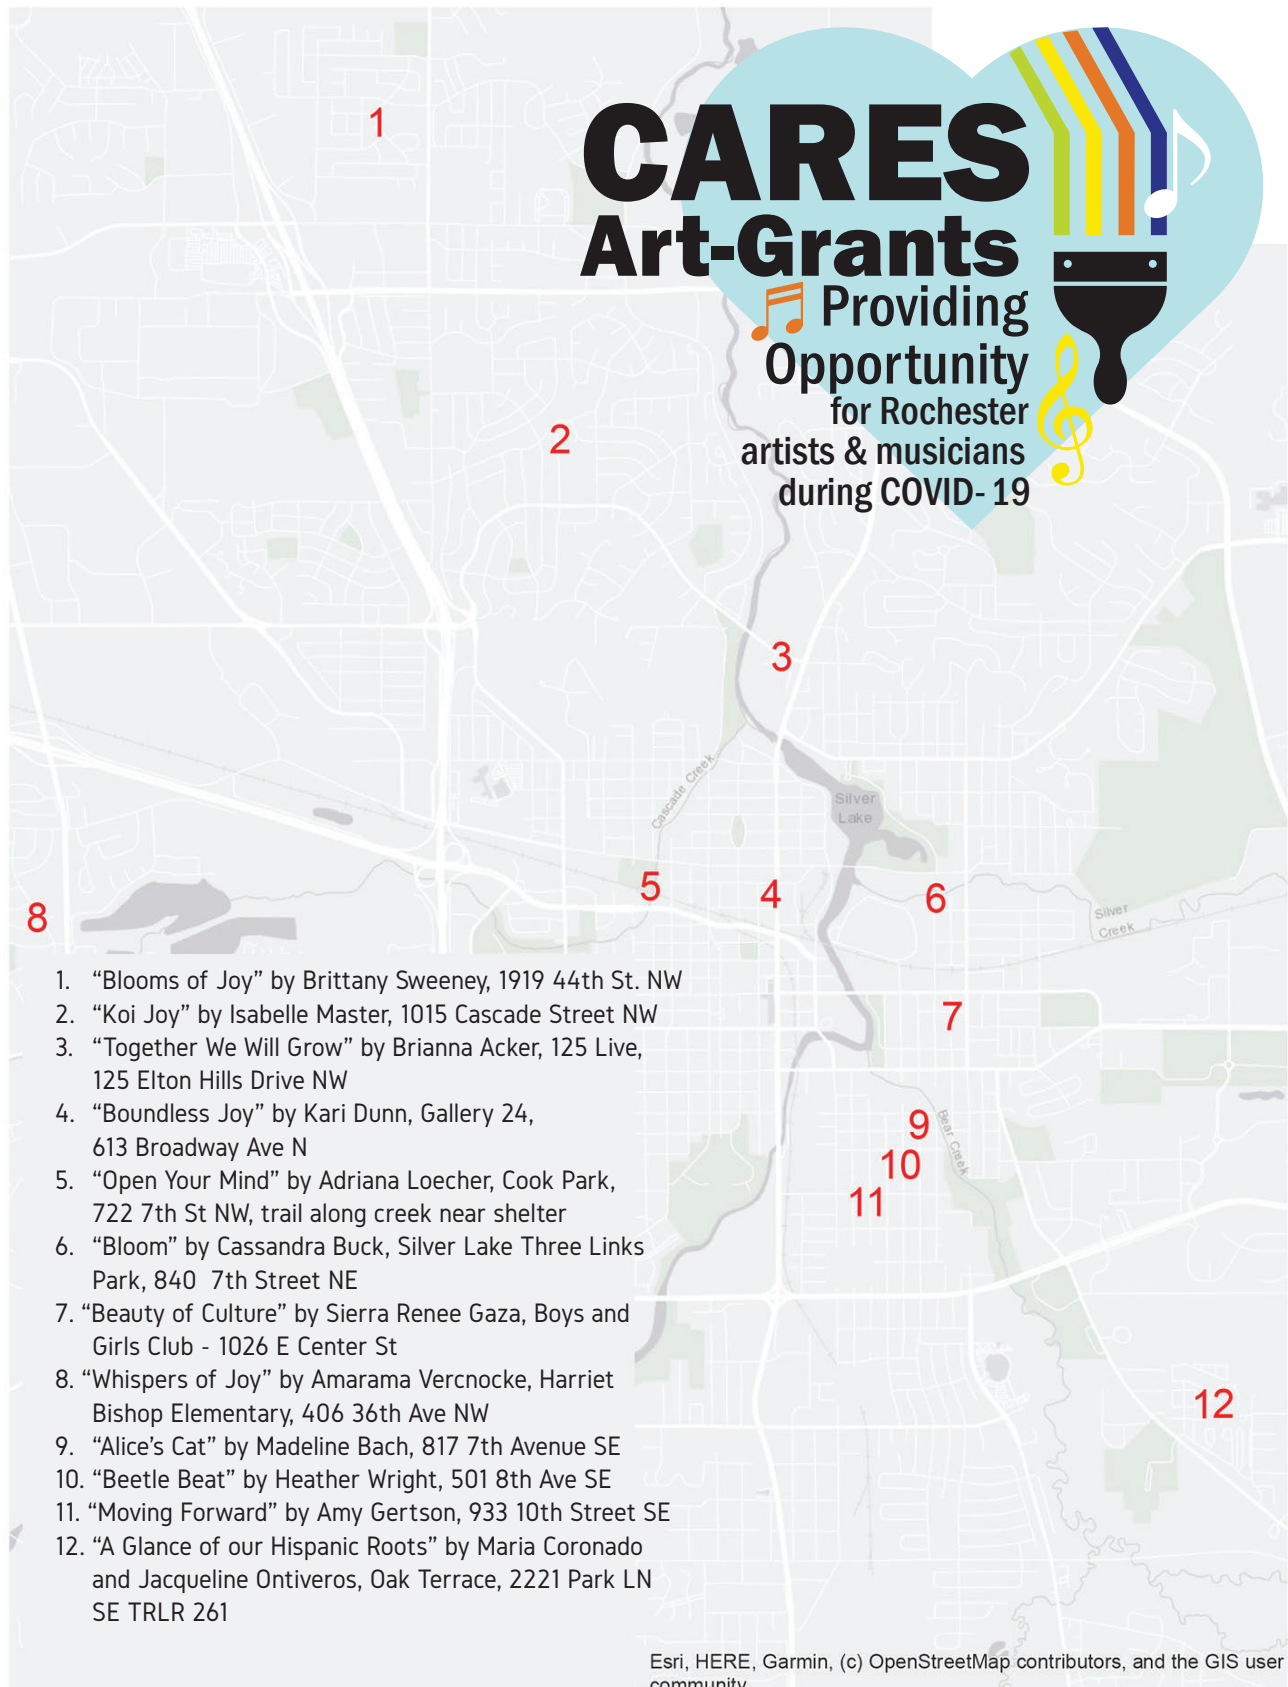 1
CARES
Art-Grants
Providing
Opportunity
for Rochester
artists & musicians
during COVID- 19
2
3
Cascade Creek
Silver
Lake
5
4
6
8
Silver
Creek
1. “Blooms of Joy” by Brittany Sweeney, 1919 44th St. NW
2. “Koi Joy” by Isabelle Master, 1015 Cascade Street NW
3. “Together We Will Grow” by Brianna Acker, 125 Live,
125 Elton Hills Drive NW
4. “Boundless Joy” by Kari Dunn, Gallery 24,
613 Broadway Ave N
5. “Open Your Mind” by Adriana Loecher, Cook Park,
722 7th St NW, trail along creek near shelter
6. “Bloom” by Cassandra Buck, Silver Lake Three Links
Park, 840 7th Street NE
7. “Beauty of Culture” by Sierra Renee Gaza, Boys and
Girls Club - 1026 E Center St
8. “Whispers of Joy” by Amarama Vercnocke, Harriet
Bishop Elementary, 406 36th Ave NW
9. “Alice’s Cat” by Madeline Bach, 817 7th Avenue SE
10. “Beetle Beat” by Heather Wright, 501 8th Ave SE
11. “Moving Forward” by Amy Gertson, 933 10th Street SE
12. “A Glance of our Hispanic Roots” by Maria Coronado
and Jacqueline Ontiveros, Oak Terrace, 2221 Park LN
SE TRLR 261
7
9
Bear Creek
10
11
12
Esri, HERE, Garmin, (c) OpenStreetMap contributors, and the GIS user
community